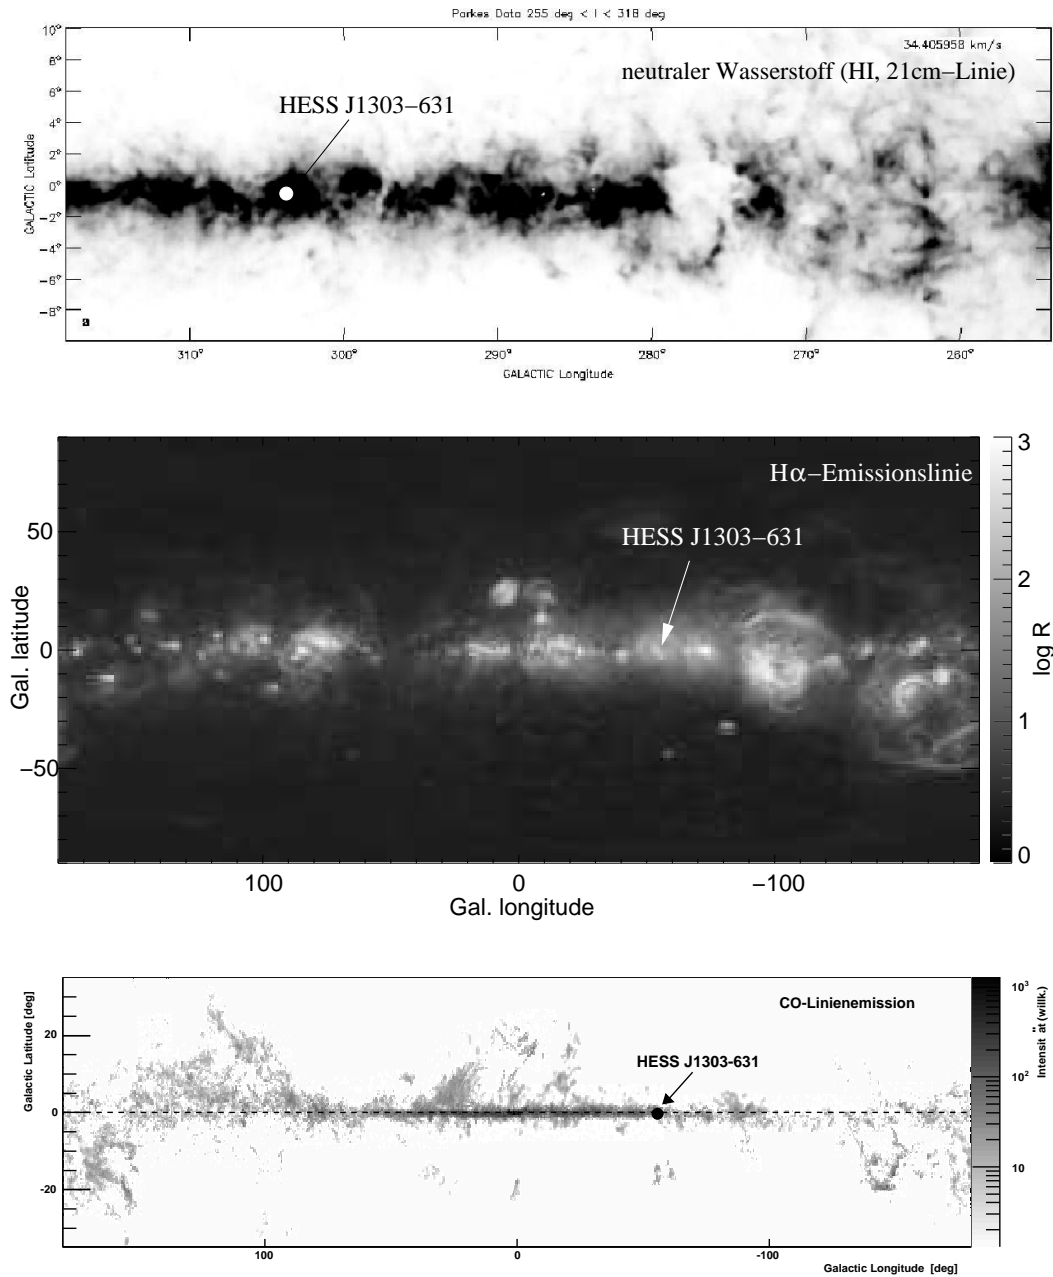 Parkes Data 255 deg < l < 318 deg
10°
8°
6°
4°
2°
0°
−2°
−4°
−6°
−8°
GALACTIC Latitude
34.405958 km/s
neutraler Wasserstoff (HI, 21cm−Linie)
HESS J1303−631
310°
300°
290°
280°
270°
260°
GALACTIC Longitude
Hα−Emissionslinie
HESS J1303−631
50
0
−50
Gal. latitude
100
0
−100
Gal. longitude
3
2
1
0
log R
CO-Linienemission
HESS J1303-631
20
0
-20
Galactic Latitude [deg]
100
0
-100
Galactic Longitude [deg]
10³
10²
10
Intensität (willk.)